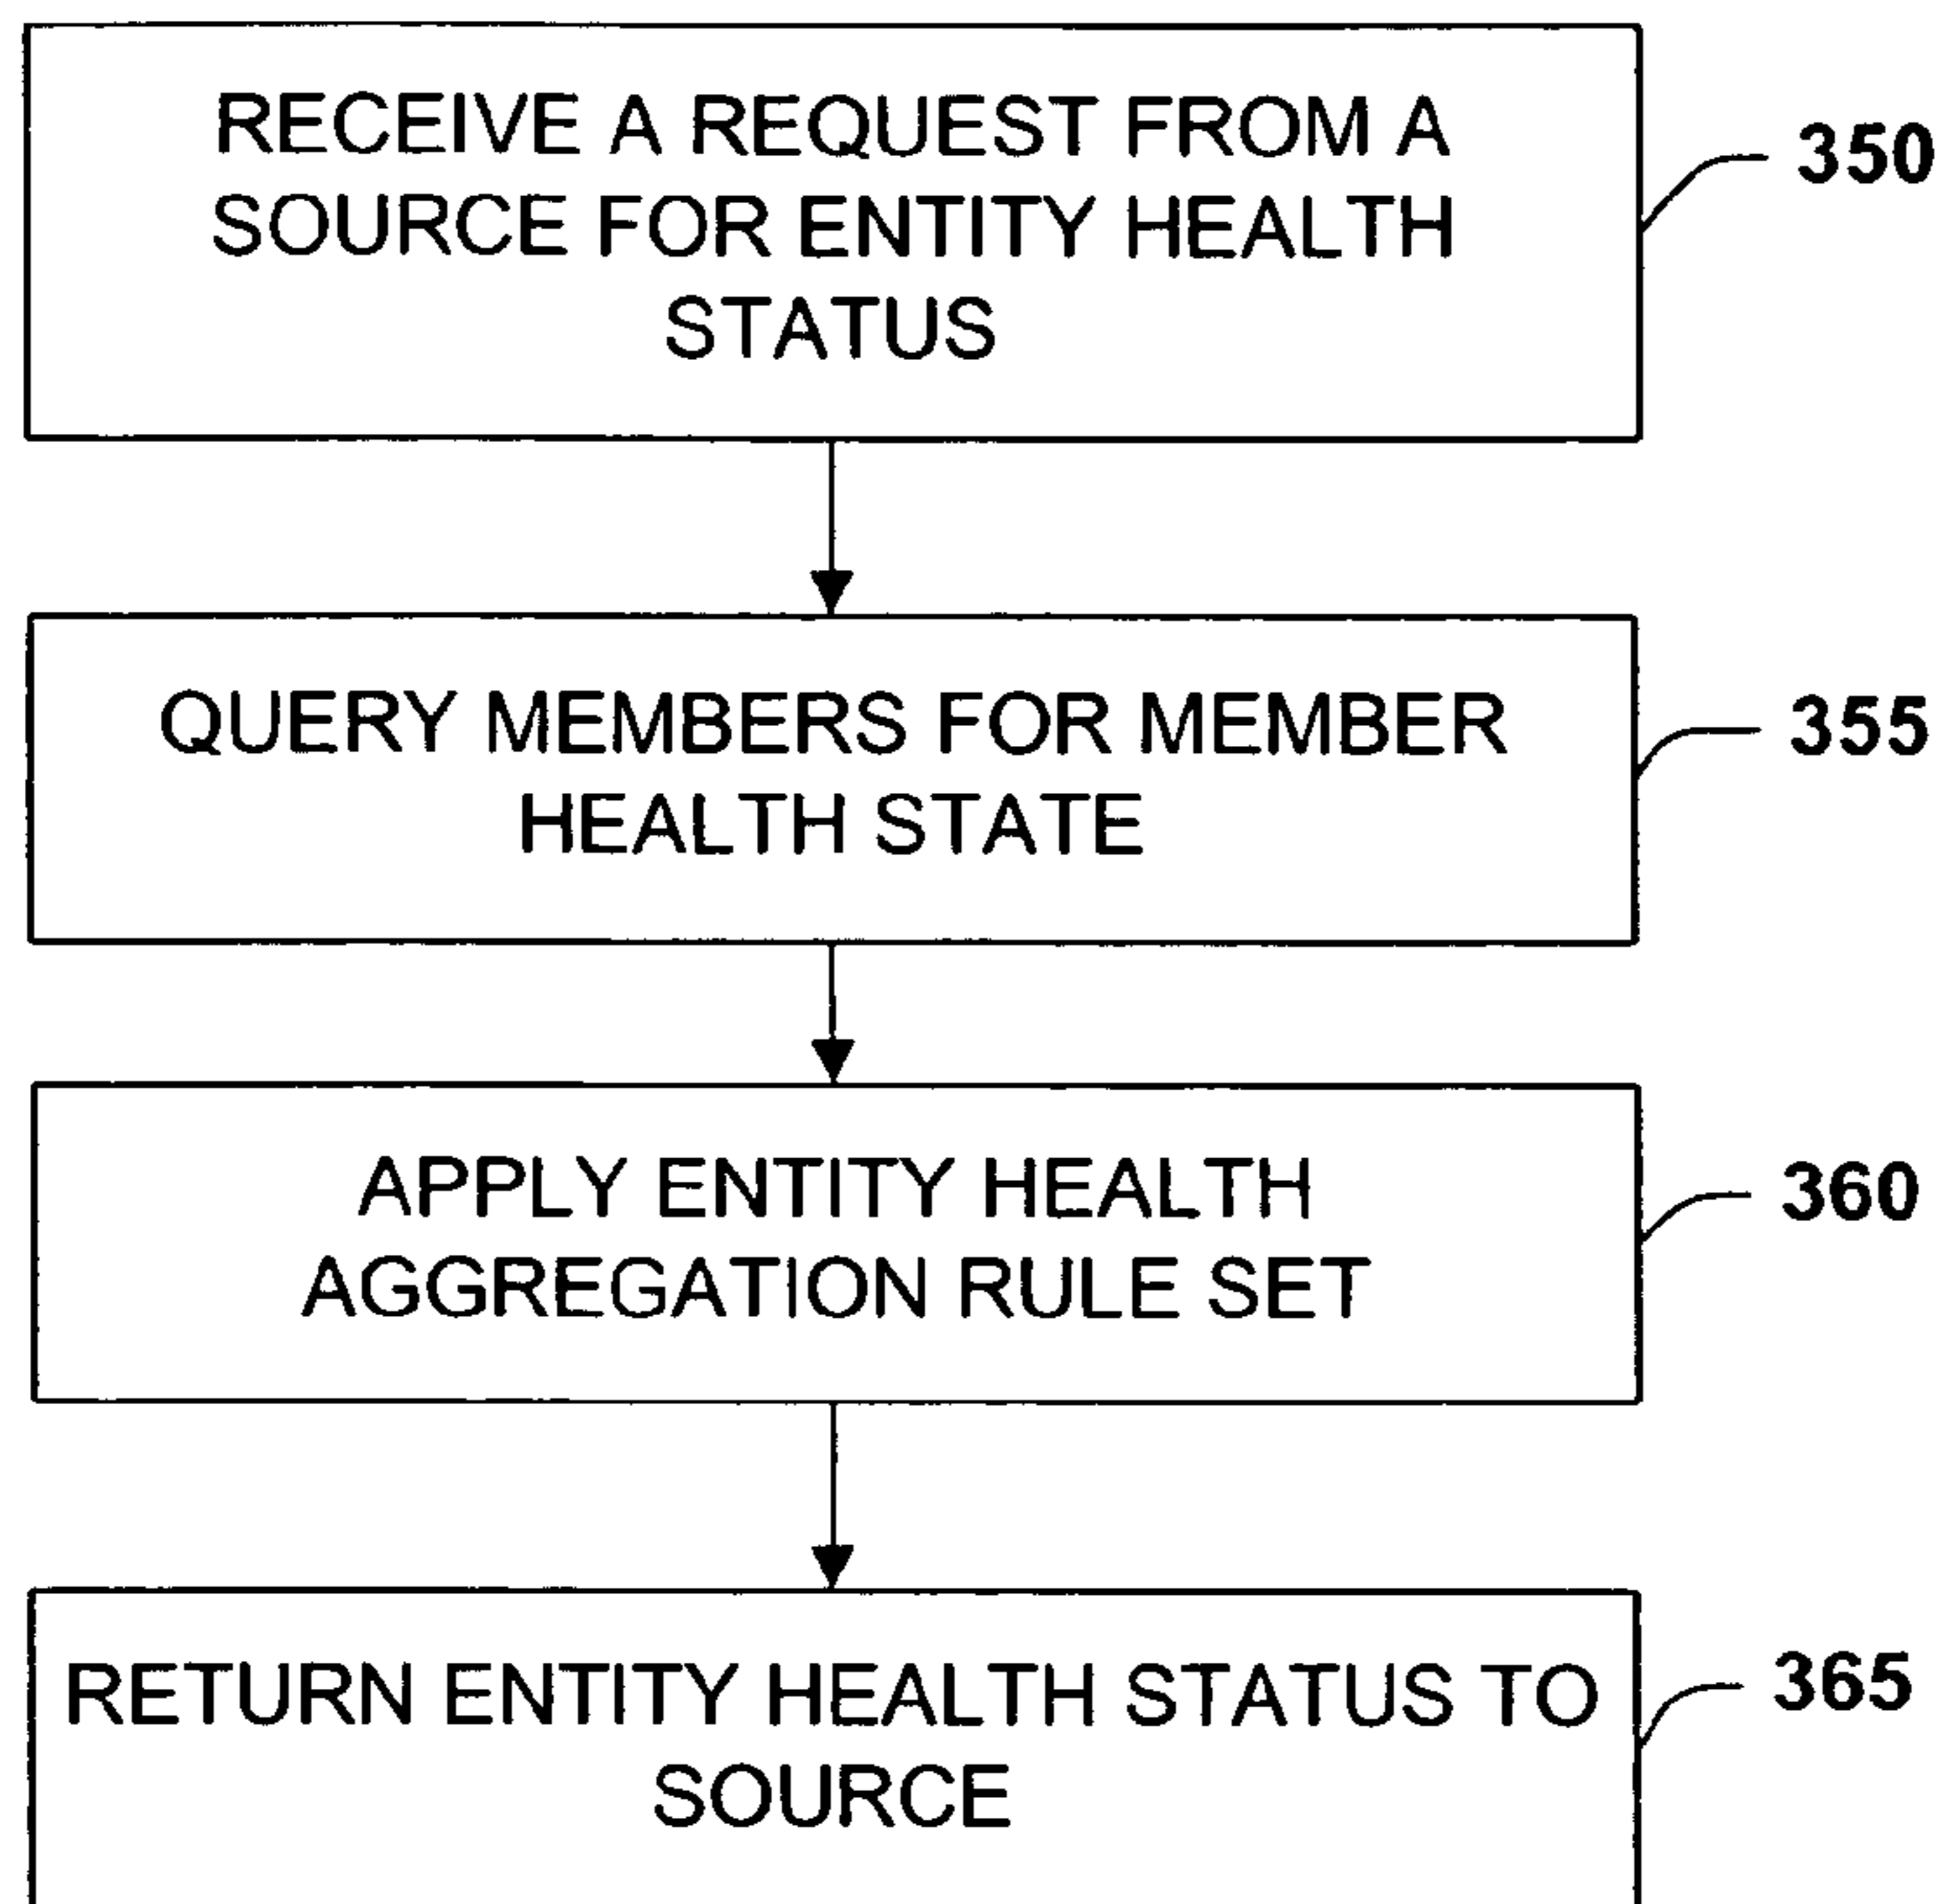 RECEIVE A REQUEST FROM A
SOURCE FOR ENTITY HEALTH
STATUS
350
QUERY MEMBERS FOR MEMBER
HEALTH STATE
355
APPLY ENTITY HEALTH
AGGREGATION RULE SET
360
RETURN ENTITY HEALTH STATUS TO
SOURCE
365